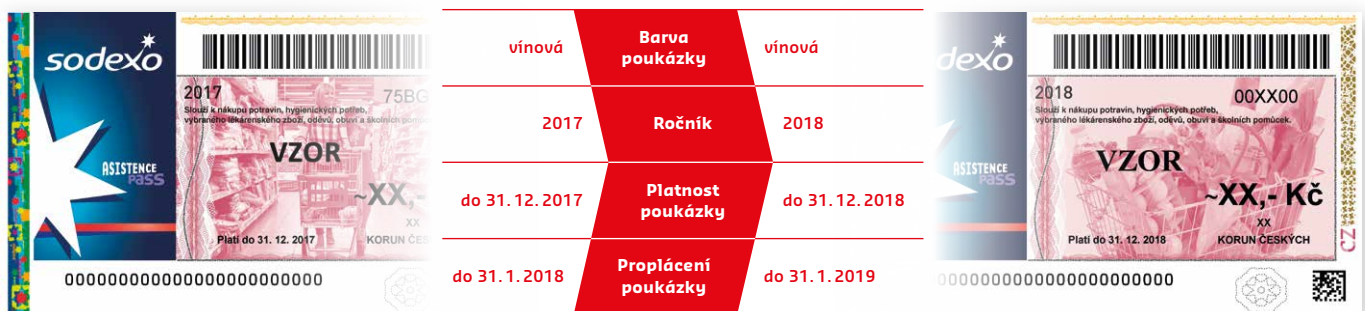 sodexo
2017
75BG
Slouží k nákupu potravin, hygienických potřeb,
vybraného lékárenského zboží, oděvů, obuvi a školních pomůcek.
VZOR
ASISTENCE
PASS
~XX,-
XX
Platí do 31. 12. 2017
KORUN ČES
000000000000000000000000
vínová
Barva
poukázky
vínová
2017
Ročník
2018
do 31.12.2017
Platnost
poukázky
do 31.12.2018
do 31.1.2018
Proplácení
poukázky
do 31.1.2019
dexo
2018
00XX00
Slouží k nákupu potravin, hygienických potřeb,
vybraného lékárenského zboží, oděvů, obuvi a školních pomůcek.
VZOR
ASISTENCE
PASS
~XX,- Kč
XX
Platí do 31. 12. 2018
KORUN ČESKÝCH
CZ
0000000000000000000000